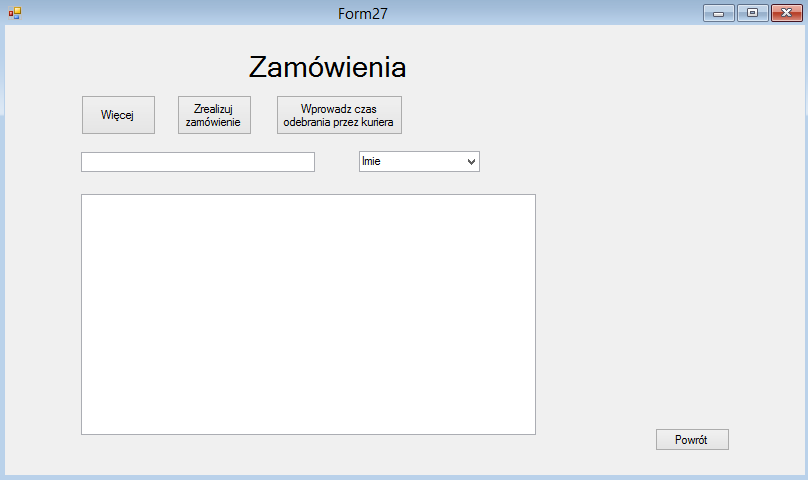 Form27
Zamówienia
Więcej
Zrealizuj
zamówienie
Wprowadz czas
odebrania przez kuriera
Imie
Powrót